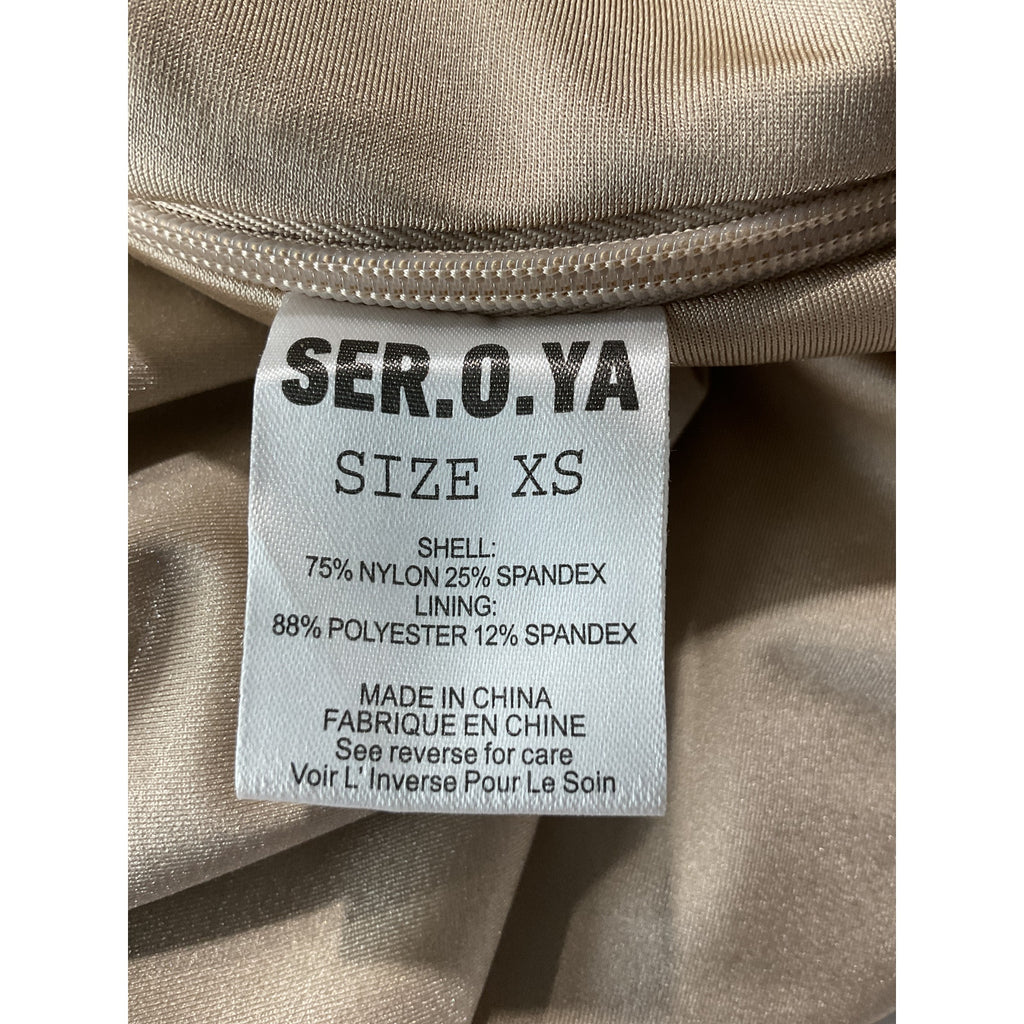 SER.O.YA
SIZE XS
SHELL:
75% NYLON 25% SPANDEX
LINING:
88% POLYESTER 12% SPANDEX
MADE IN CHINA
FABRIQUE EN CHINE
See reverse for care
Voir L' Inverse Pour Le Soin